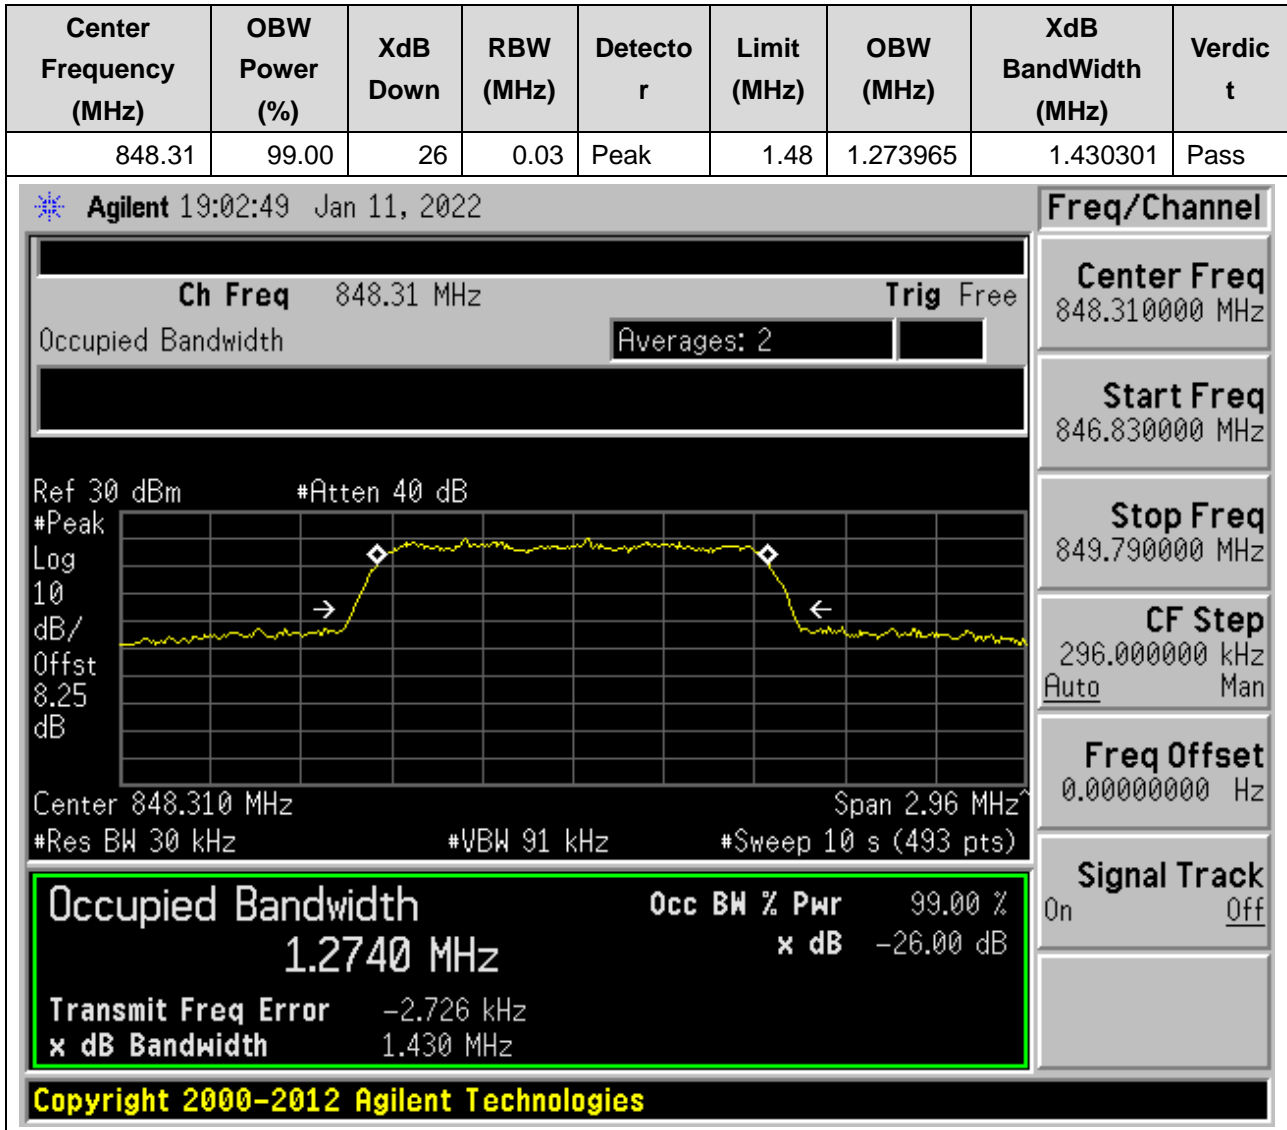 Center Frequency (MHz) OBW Power (%) XdB Down RBW (MHz) Detector Limit (MHz) OBW (MHz) XdB BandWidth (MHz) Verdict
848.31 99.00 26 0.03 Peak 1.48 1.273965 1.430301 Pass
Agilent 19:02:49 Jan 11, 2022
Ch Freq 848.31 MHz Trig Free
Occupied Bandwidth Averages: 2
Ref 30 dBm #Atten 40 dB
#Peak
Log
10
dB/
Offst
8.25
dB
Center 848.310 MHz Span 2.96 MHz^
#Res BW 30 kHz #VBW 91 kHz #Sweep 10 s (493 pts)
Occupied Bandwidth Occ BW % Pwr 99.00 %
1.2740 MHz x dB -26.00 dB
Transmit Freq Error -2.726 kHz
x dB Bandwidth 1.430 MHz
Copyright 2000-2012 Agilent Technologies
Freq/Channel
Center Freq
848.310000 MHz
Start Freq
846.830000 MHz
Stop Freq
849.790000 MHz
CF Step
296.000000 kHz
Auto Man
Freq Offset
0.00000000 Hz
Signal Track
On Off